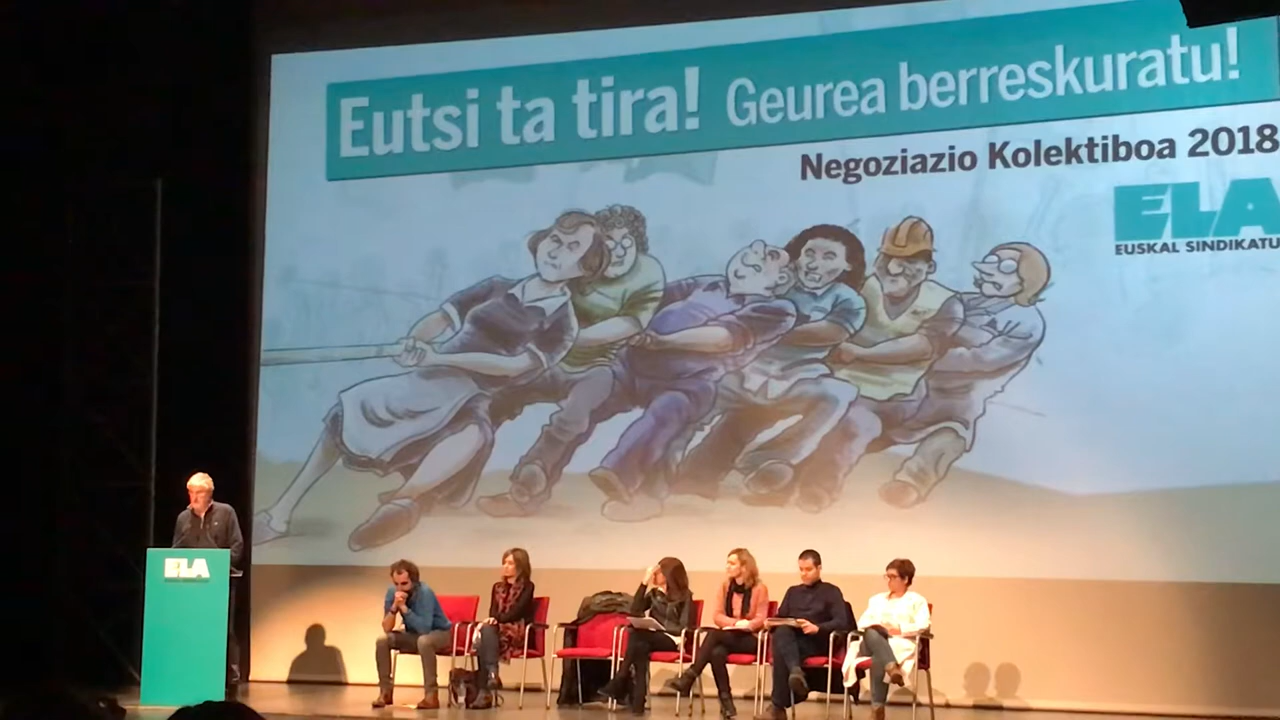 Eutsi ta tira! Geurea berreskuratu!
Negoziazio Kolektiboa 2018
ELA
EUSKAL SINDIKATU
ELA